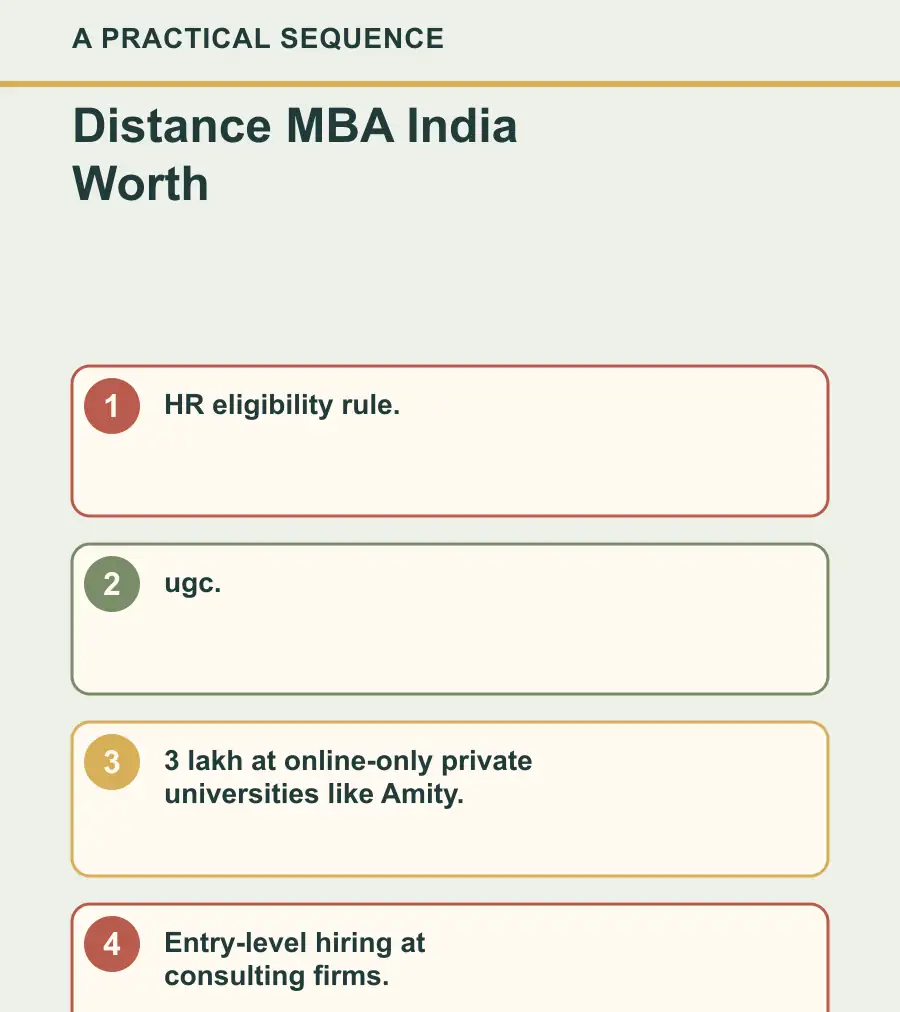 A PRACTICAL SEQUENCE
Distance MBA India
Worth
1
HR eligibility rule.
2
ugc.
3
3 lakh at online-only private
universities like Amity.
4
Entry-level hiring at
consulting firms.